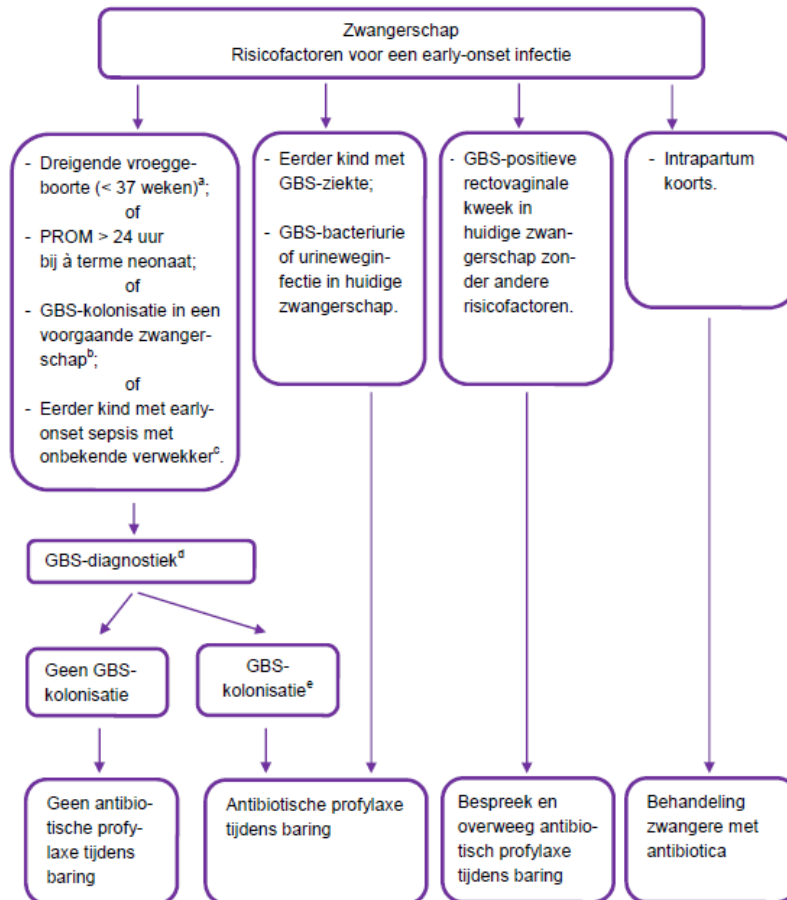 Zwangerschap
Risicofactoren voor een early-onset infectie
- Dreigende vroegge-
boorte (< 37 weken)ᵃ;
of
- PROM > 24 uur
bij à terme neonaat;
of
- GBS-kolonisatie in een
voorgaande zwanger-
schapᵇ;
of
- Eerder kind met early-
onset sepsis met
onbekende verwekkerᶜ.
- Eerder kind met
GBS-ziekte;
- GBS-bacteriurie
of urinewegin-
fectie in huidige
zwangerschap.
- GBS-positieve
rectovaginale
kweek in
huidige zwan-
gerschap zon-
der andere
risicofactoren.
- Intrapartum
koorts.
GBS-diagnostiekᵈ
Geen GBS-
kolonisatie
GBS-
kolonisatieᵉ
Geen antibio-
tische profy-
laxe tijdens
baring
Antibiotische profylaxe
tijdens baring
Bespreek en
overweeg antibio-
tisch profylaxe
tijdens baring
Behandeling
zwangere met
antibiotica